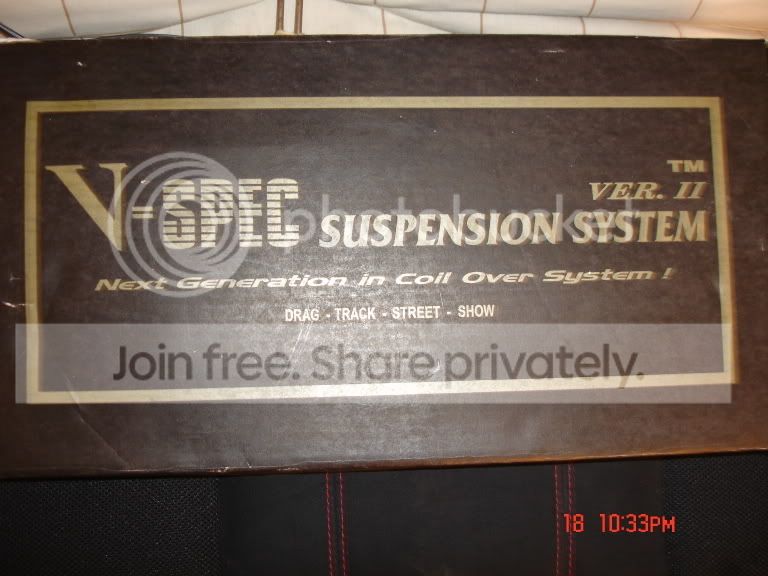 TM
V-SPEC VER. II
SUSPENSION SYSTEM
Next Generation in Coil Over System !
DRAG - TRACK - STREET - SHOW
photobucket
Join free. Share privately.
18 10:33PM